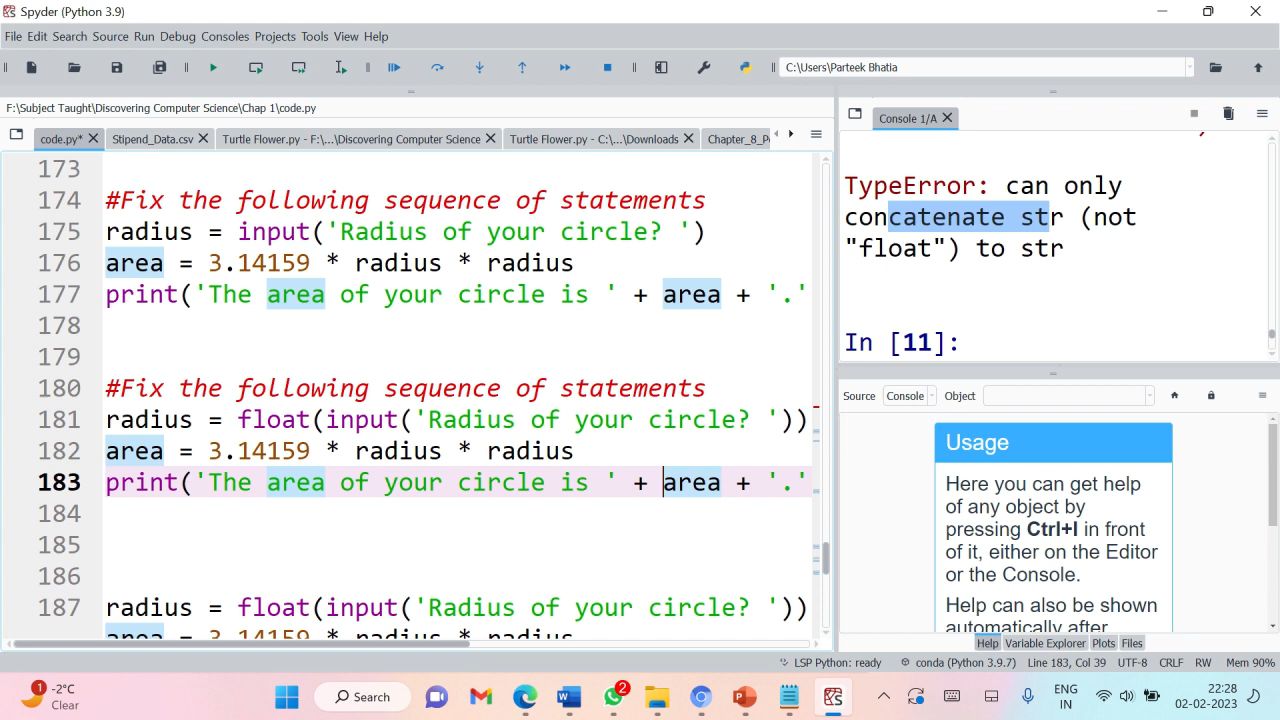 Spyder (Python 3.9)
File Edit Search Source Run Debug Consoles Projects Tools View Help
C:\Users\Parteek Bhatia
F:\Subject Taught\Discovering Computer Science\Chap 1\code.py
code.py* Stipend_Data.csv Turtle Flower.py - F:\...\Discovering Computer Science Turtle Flower.py - C:\...\Downloads Chapter_8_P
Console 1/A
173
174 #Fix the following sequence of statements
175 radius = input('Radius of your circle? ')
176 area = 3.14159 * radius * radius
177 print('The area of your circle is ' + area + '.'
178
179
180 #Fix the following sequence of statements
181 radius = float(input('Radius of your circle? '))
182 area = 3.14159 * radius * radius
183 print('The area of your circle is ' + area + '.'
184
185
186
187 radius = float(input('Radius of your circle? '))
area = 3.14159 * radius * radius
TypeError: can only
concatenate str (not
"float") to str
In [11]:
Source Console Object
Usage
Here you can get help
of any object by
pressing Ctrl+I in front
of it, either on the Editor
or the Console.
Help can also be shown
automatically after
Help Variable Explorer Plots Files
LSP Python: ready conda (Python 3.9.7) Line 183, Col 39 UTF-8 CRLF RW Mem 90%
1
-2°C
Clear
Search
2
ENG
IN
22:28
02-02-2023